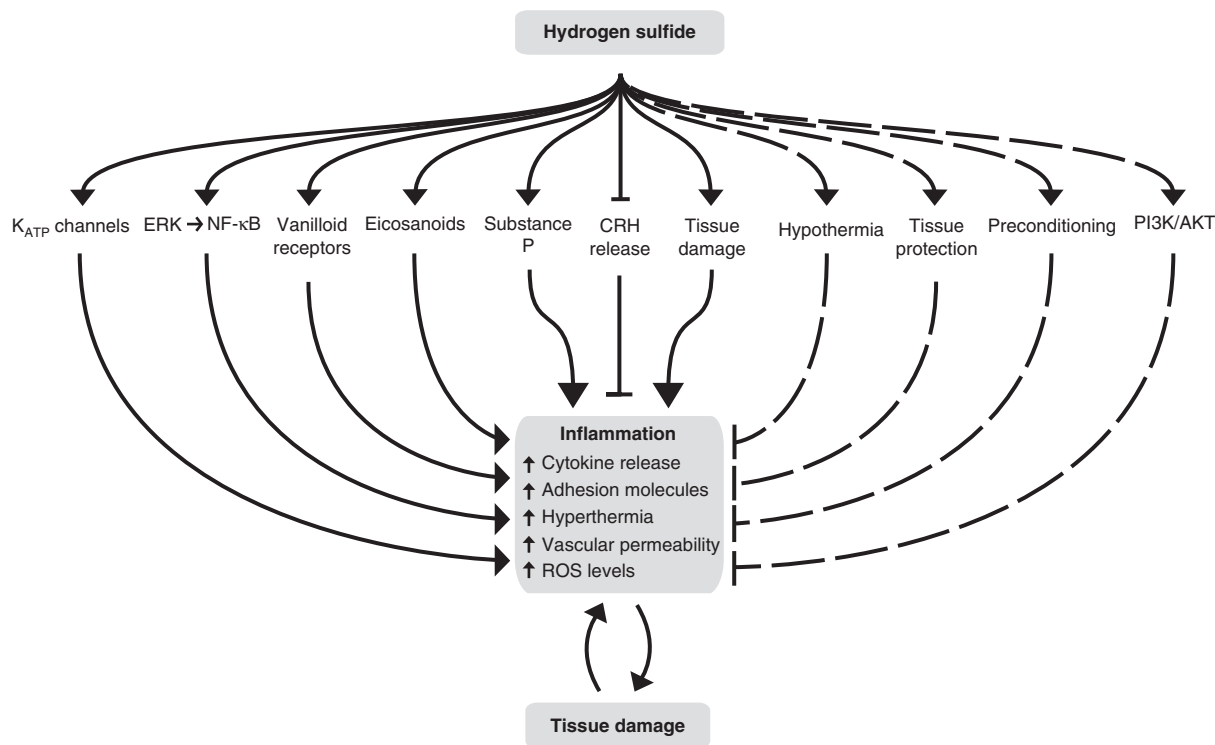 Hydrogen sulfide
K_ATP channels
ERK → NF-κB
Vanilloid
receptors
Eicosanoids
Substance
P
CRH
release
Tissue
damage
Hypothermia
Tissue
protection
Preconditioning
PI3K/AKT
Inflammation
↑ Cytokine release
↑ Adhesion molecules
↑ Hyperthermia
↑ Vascular permeability
↑ ROS levels
Tissue damage